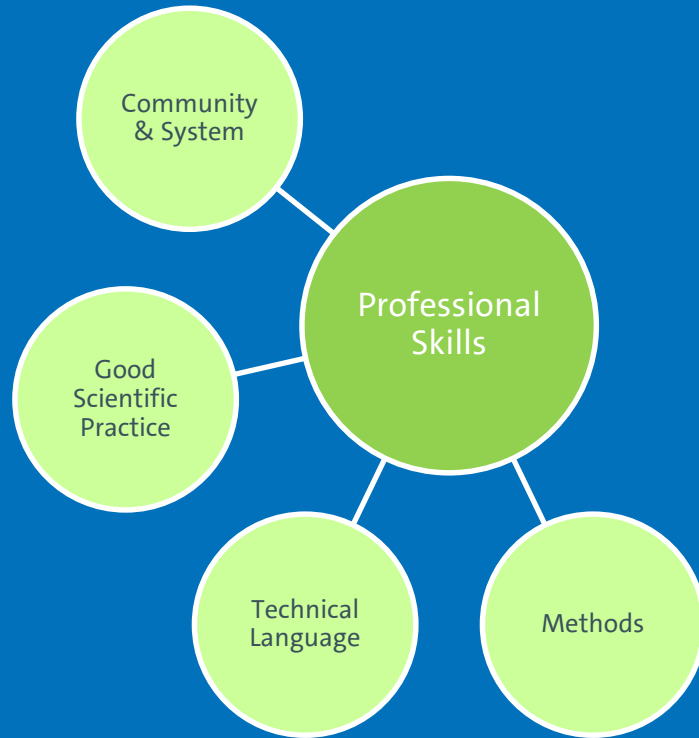 Community
& System
Professional
Skills
Good
Scientific
Practice
Technical
Language
Methods